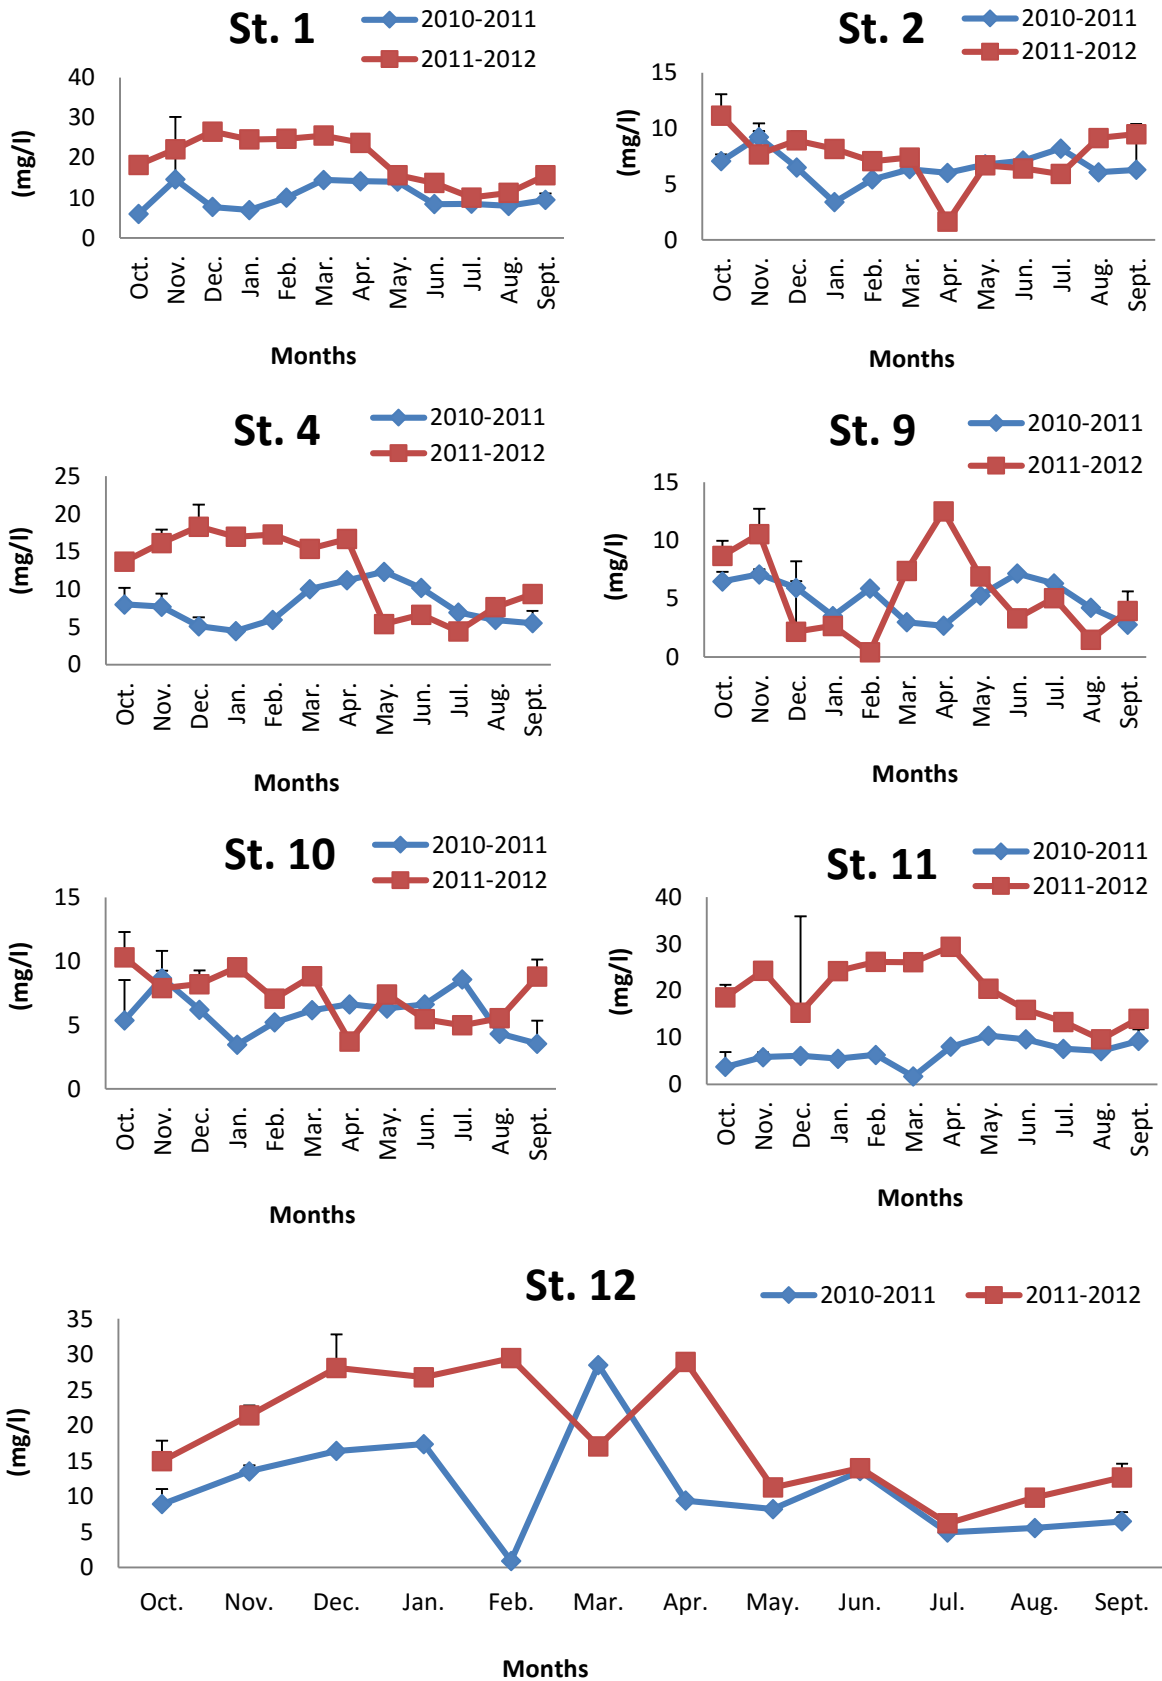 St. 1
2010-2011
2011-2012
(mg/l)
40
30
20
10
0
Oct.
Nov.
Dec.
Jan.
Feb.
Mar.
Apr.
May.
Jun.
Jul.
Aug.
Sept.
Months
St. 2
2010-2011
2011-2012
(mg/l)
15
10
5
0
Oct.
Nov.
Dec.
Jan.
Feb.
Mar.
Apr.
May.
Jun.
Jul.
Aug.
Sept.
Months
St. 4
2010-2011
2011-2012
(mg/l)
25
20
15
10
5
0
Oct.
Nov.
Dec.
Jan.
Feb.
Mar.
Apr.
May.
Jun.
Jul.
Aug.
Sept.
Months
St. 9
2010-2011
2011-2012
(mg/l)
15
10
5
0
Oct.
Nov.
Dec.
Jan.
Feb.
Mar.
Apr.
May.
Jun.
Jul.
Aug.
Sept.
Months
St. 10
2010-2011
2011-2012
(mg/l)
15
10
5
0
Oct.
Nov.
Dec.
Jan.
Feb.
Mar.
Apr.
May.
Jun.
Jul.
Aug.
Sept.
Months
St. 11
2010-2011
2011-2012
(mg/l)
40
30
20
10
0
Oct.
Nov.
Dec.
Jan.
Feb.
Mar.
Apr.
May.
Jun.
Jul.
Aug.
Sept.
Months
St. 12
2010-2011 2011-2012
(mg/l)
35
30
25
20
15
10
5
0
Oct. Nov. Dec. Jan. Feb. Mar. Apr. May. Jun. Jul. Aug. Sept.
Months